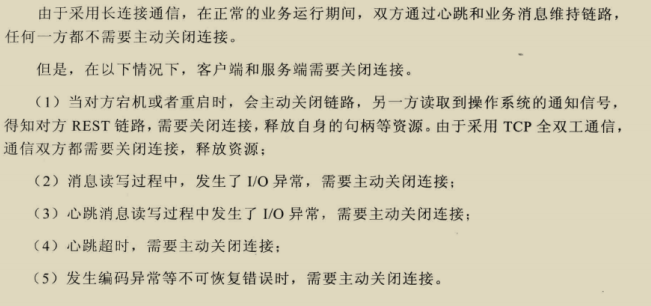 由于采用长连接通信，在正常的业务运行期间，双方通过心跳和业务消息维持链路，
任何一方都不需要主动关闭连接。
但是，在以下情况下，客户端和服务端需要关闭连接。
（1）当对方宕机或者重启时，会主动关闭链路，另一方读取到操作系统的通知信号，
得知对方 REST 链路，需要关闭连接，释放自身的句柄等资源。由于采用 TCP 全双工通信，
通信双方都需要关闭连接，释放资源；
（2）消息读写过程中，发生了 I/O 异常，需要主动关闭连接；
（3）心跳消息读写过程中发生了 I/O 异常，需要主动关闭连接；
（4）心跳超时，需要主动关闭连接；
（5）发生编码异常等不可恢复错误时，需要主动关闭连接。